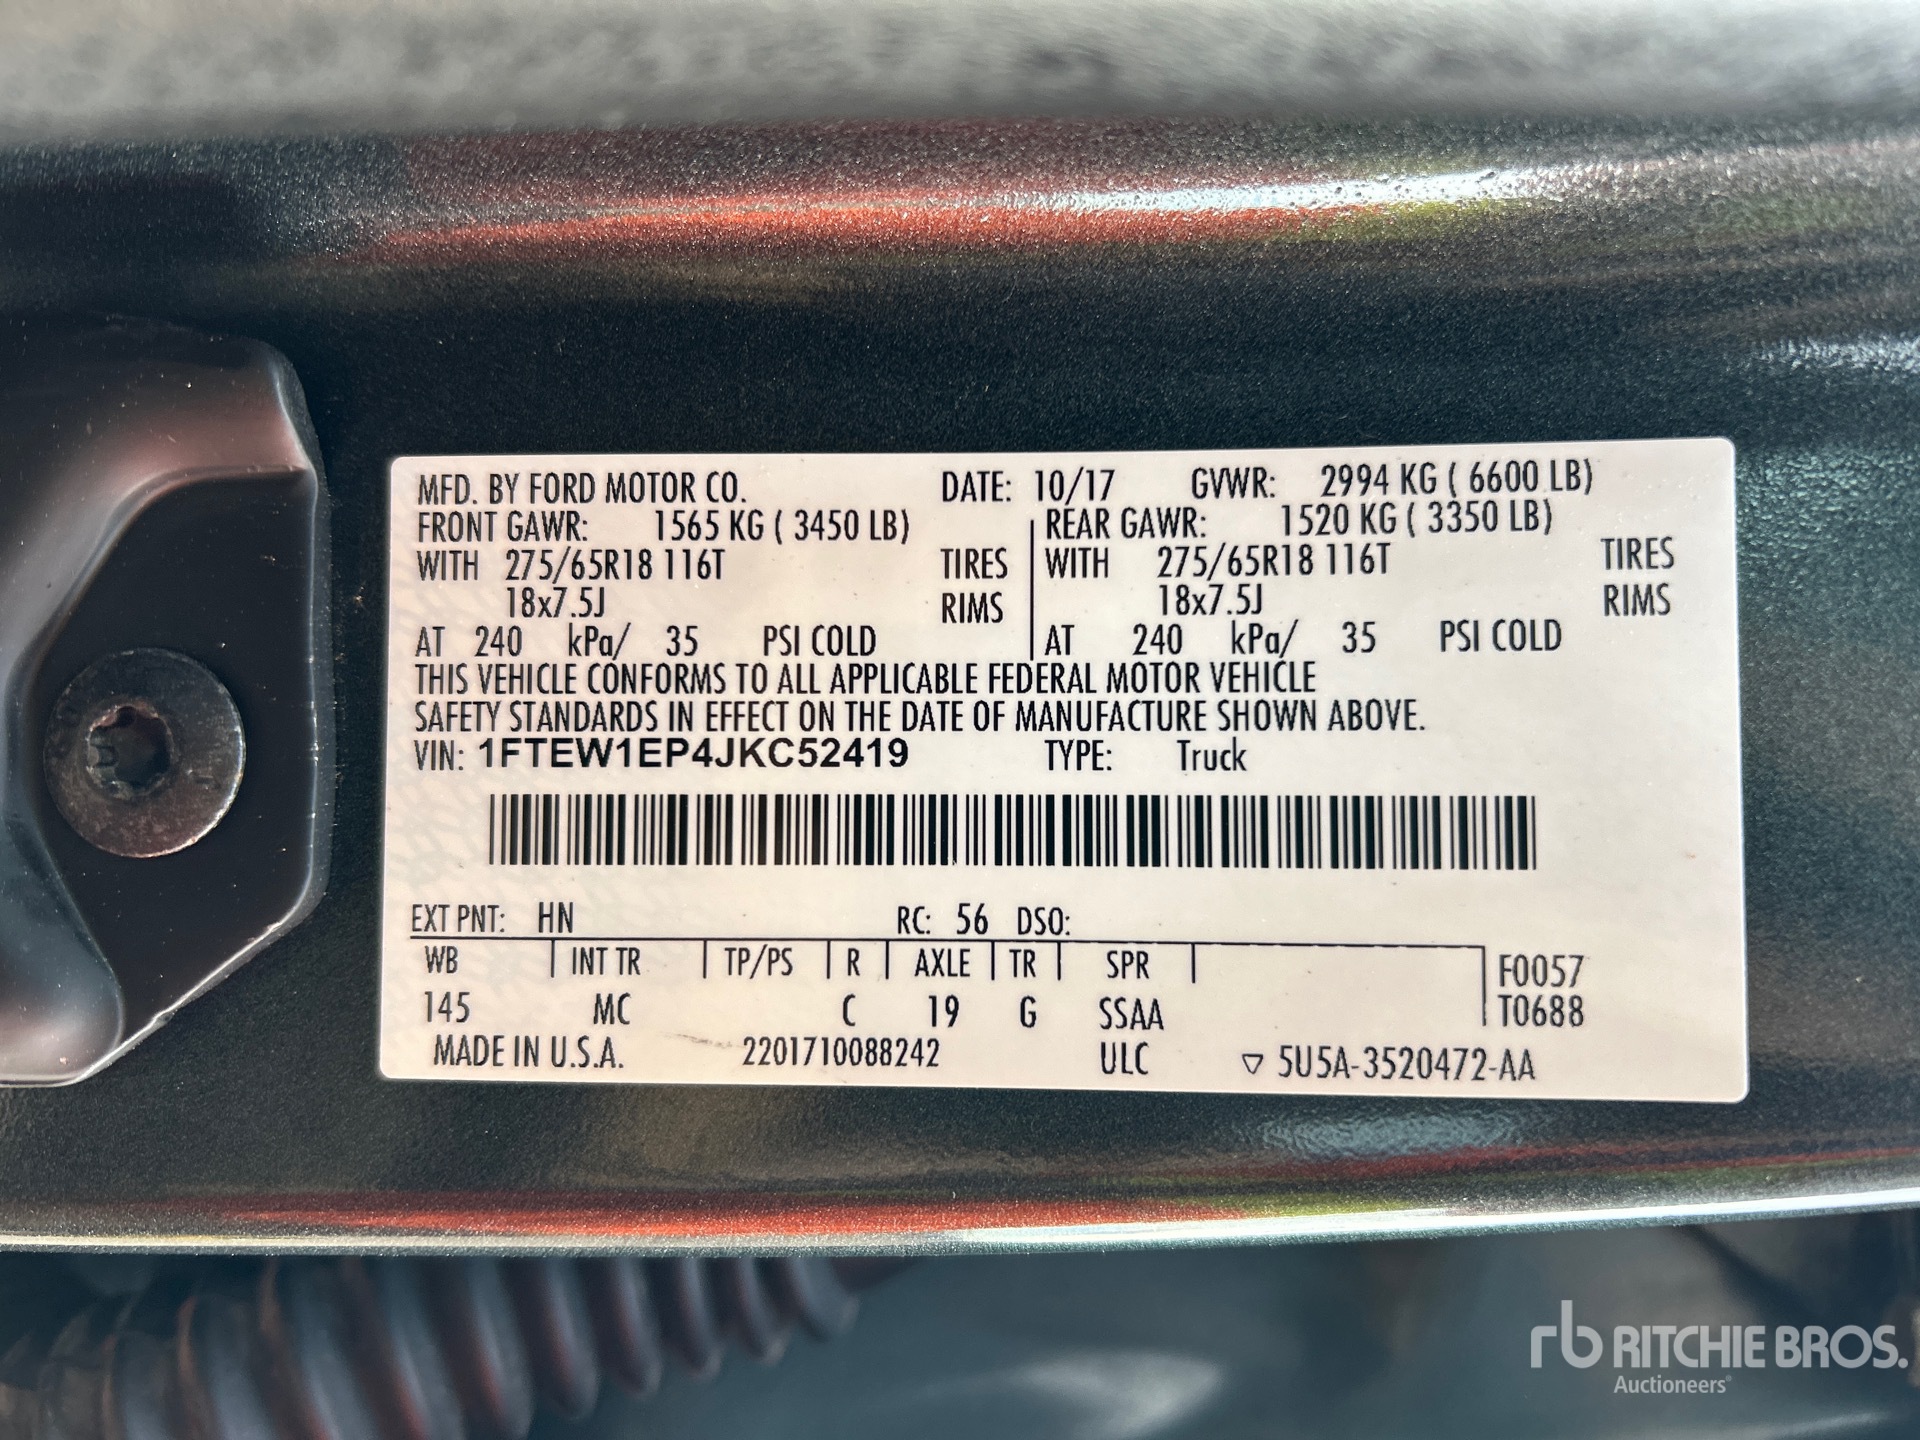 MFD. BY FORD MOTOR CO. DATE: 10/17 GVWR: 2994 KG ( 6600 LB)
FRONT GAWR: 1565 KG ( 3450 LB) REAR GAWR: 1520 KG ( 3350 LB)
WITH 275/65R18 116T TIRES WITH 275/65R18 116T TIRES
18x7.5J RIMS 18x7.5J RIMS
AT 240 kPa/ 35 PSI COLD AT 240 kPa/ 35 PSI COLD
THIS VEHICLE CONFORMS TO ALL APPLICABLE FEDERAL MOTOR VEHICLE
SAFETY STANDARDS IN EFFECT ON THE DATE OF MANUFACTURE SHOWN ABOVE.
VIN: 1FTEW1EP4JKC52419 TYPE: Truck
EXT PNT: HN RC: 56 DSO:
WB INT TR TP/PS R AXLE TR SPR F0057
145 MC C 19 G SSAA T0688
MADE IN U.S.A. 2201710088242 ULC ▽ 5U5A-3520472-AA
rb RITCHIE BROS.
Auctioneers